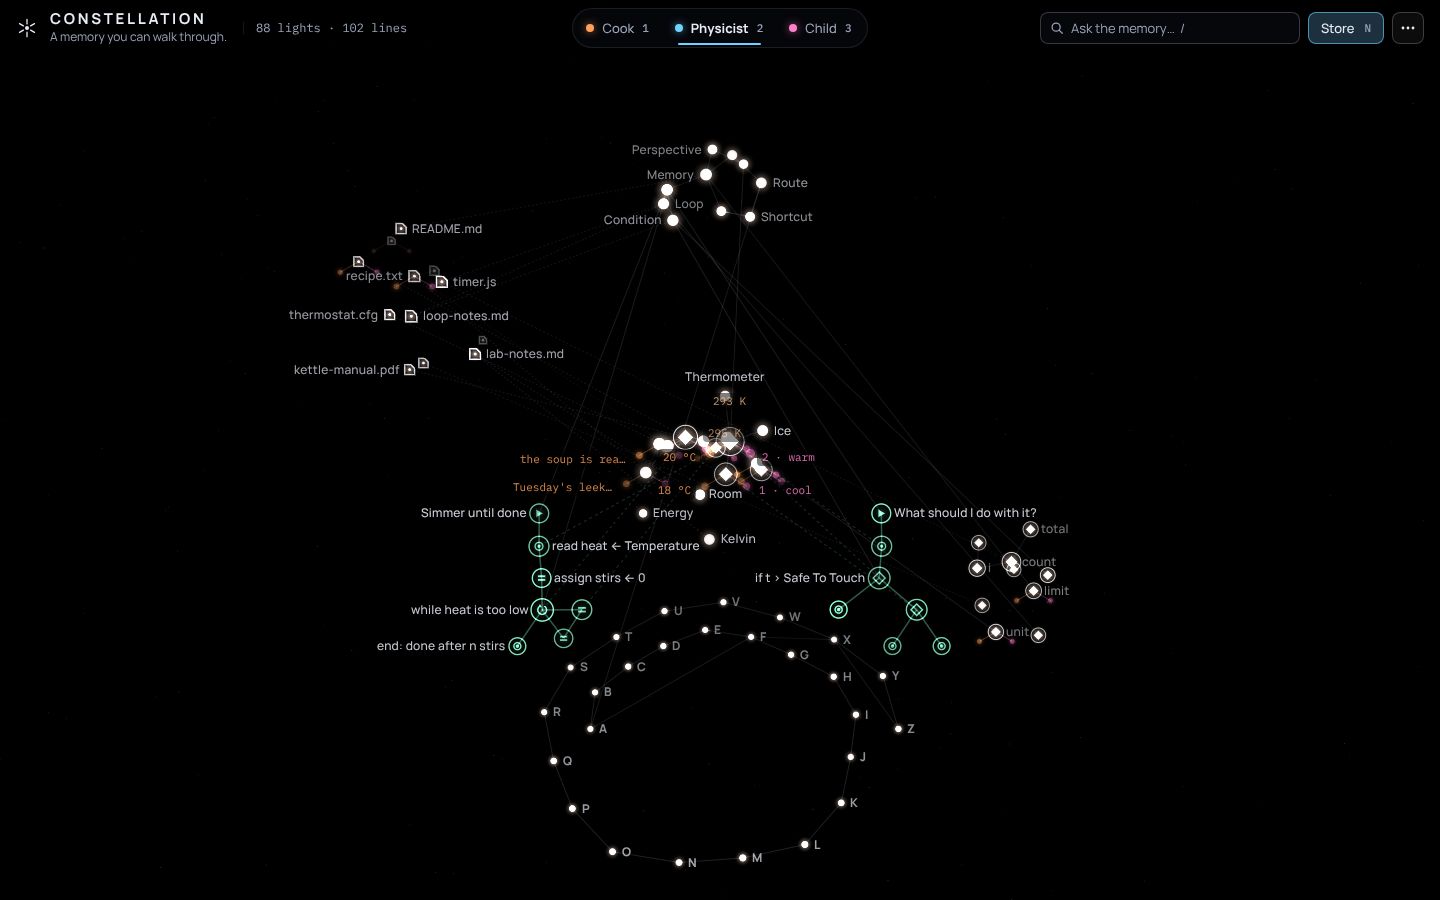 CONSTELLATION
A memory you can walk through.
88 lights · 102 lines
Cook 1
Physicist 2
Child 3
Ask the memory… /
Store N
Perspective
Memory
Route
Loop
Condition
Shortcut
README.md
recipe.txt
timer.js
thermostat.cfg
loop-notes.md
lab-notes.md
kettle-manual.pdf
Thermometer
293 K
295 K
Ice
the soup is rea…
20 °C
2 · warm
Tuesday's leek…
18 °C
1 · cool
Room
Simmer until done
Energy
What should I do with it?
total
read heat ← Temperature
Kelvin
i
count
assign stirs ← 0
if t > Safe To Touch
limit
while heat is too low
unit
end: done after n stirs
U
V
W
T
E
F
X
D
G
S
C
H
Y
B
R
A
I
Z
Q
J
P
K
O
N
M
L